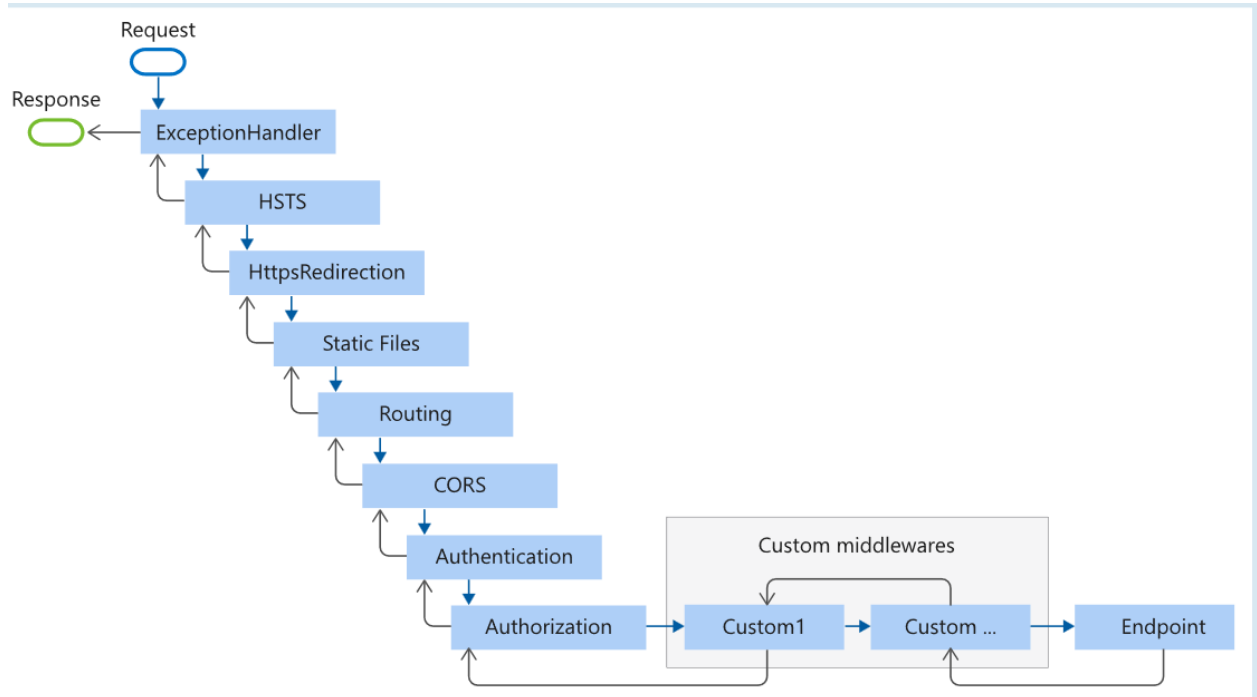 Request
Response
ExceptionHandler
HSTS
HttpsRedirection
Static Files
Routing
CORS
Authentication
Custom middlewares
Authorization
Custom1
Custom ...
Endpoint